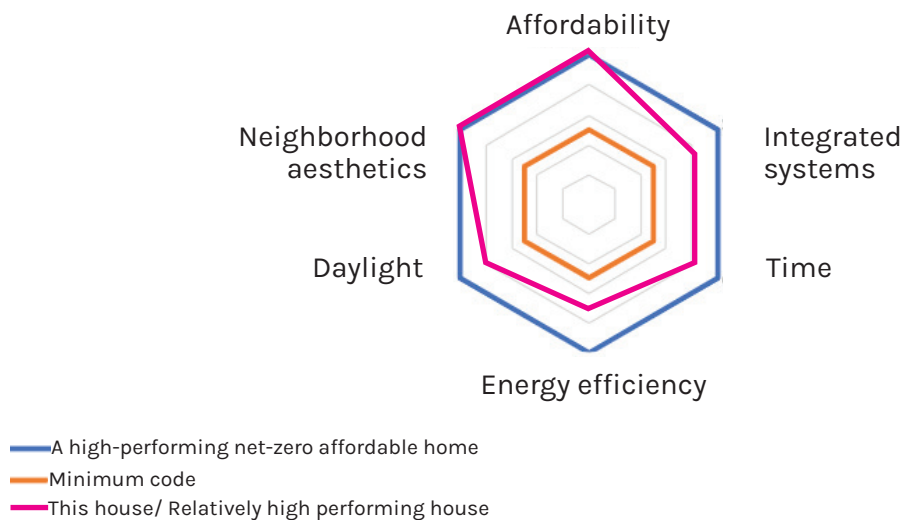 Affordability
Neighborhood
aesthetics
Integrated
systems
Daylight
Time
Energy efficiency
A high-performing net-zero affordable home
Minimum code
This house/ Relatively high performing house